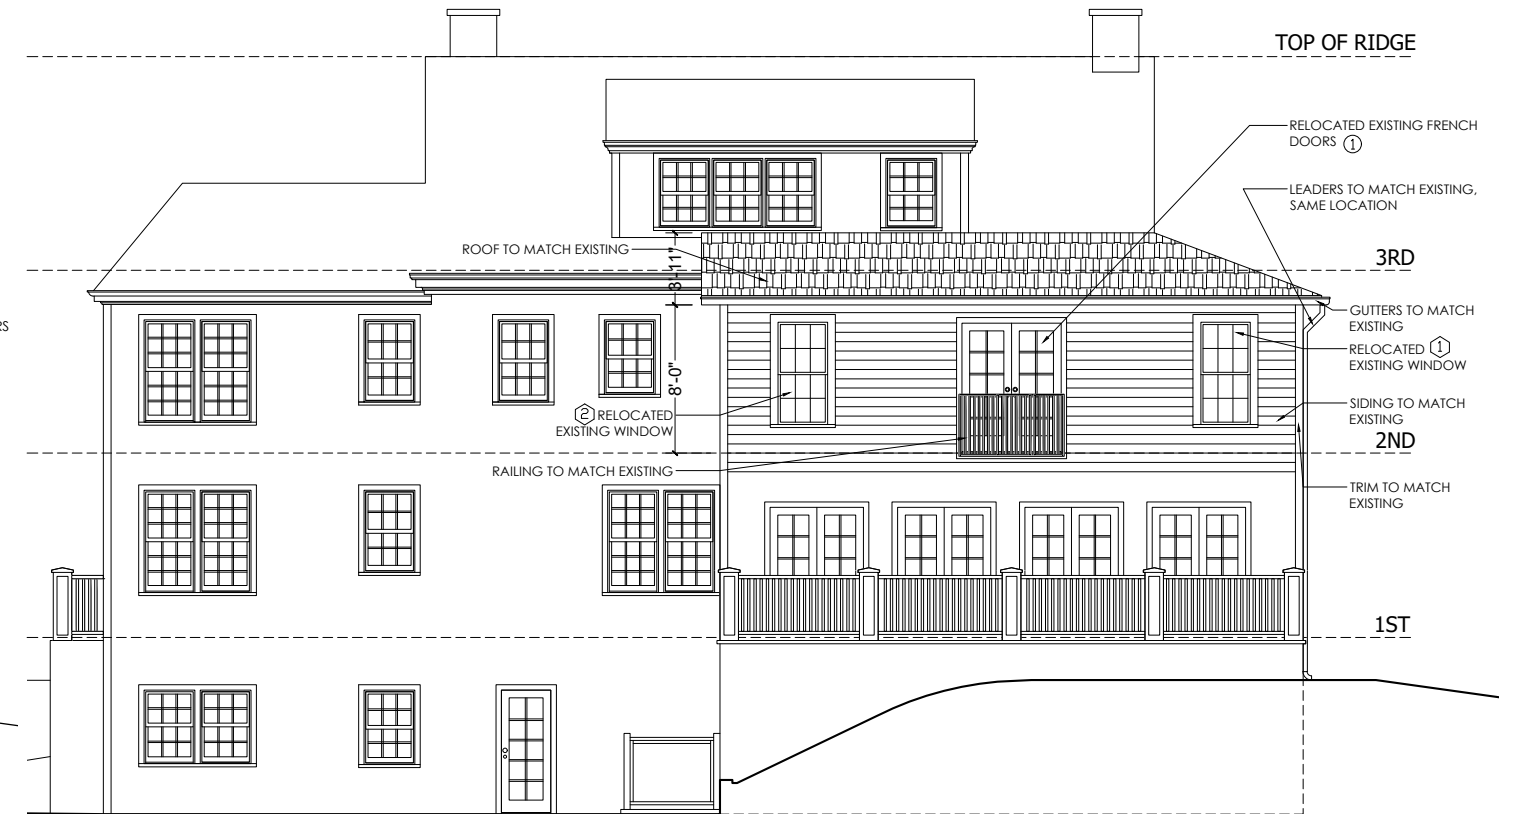 TOP OF RIDGE
RELOCATED EXISTING FRENCH
DOORS 1
LEADERS TO MATCH EXISTING,
SAME LOCATION
ROOF TO MATCH EXISTING
3'-11"
3RD
GUTTERS TO MATCH
EXISTING
RS
RELOCATED 1
EXISTING WINDOW
8'-0"
2 RELOCATED
EXISTING WINDOW
SIDING TO MATCH
EXISTING
2ND
RAILING TO MATCH EXISTING
TRIM TO MATCH
EXISTING
1ST